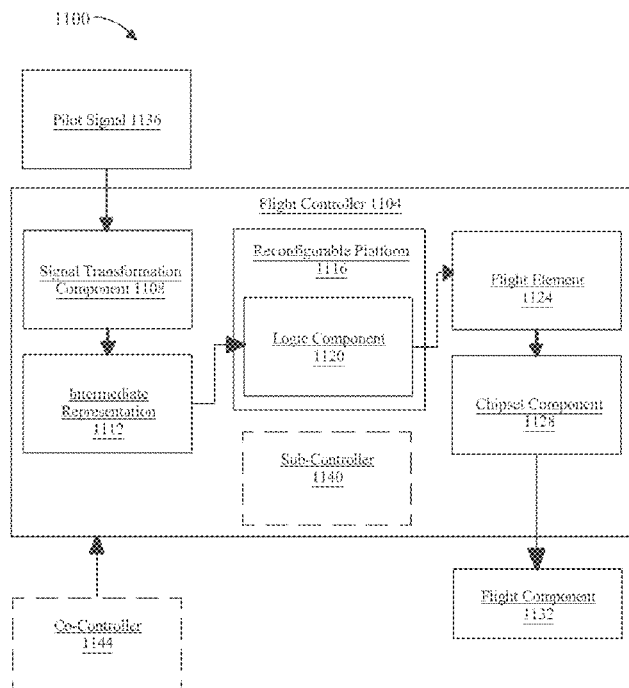 1100
Pilot Signal 1136
Flight Controller 1104
Signal Transformation
Component 1108
Intermediate
Representation
1112
Reconfigurable Platform
1116
Logic Component
1120
Sub-Controller
1140
Flight Element
1124
Chipset Component
1128
Flight Component
1132
Co-Controller
1144